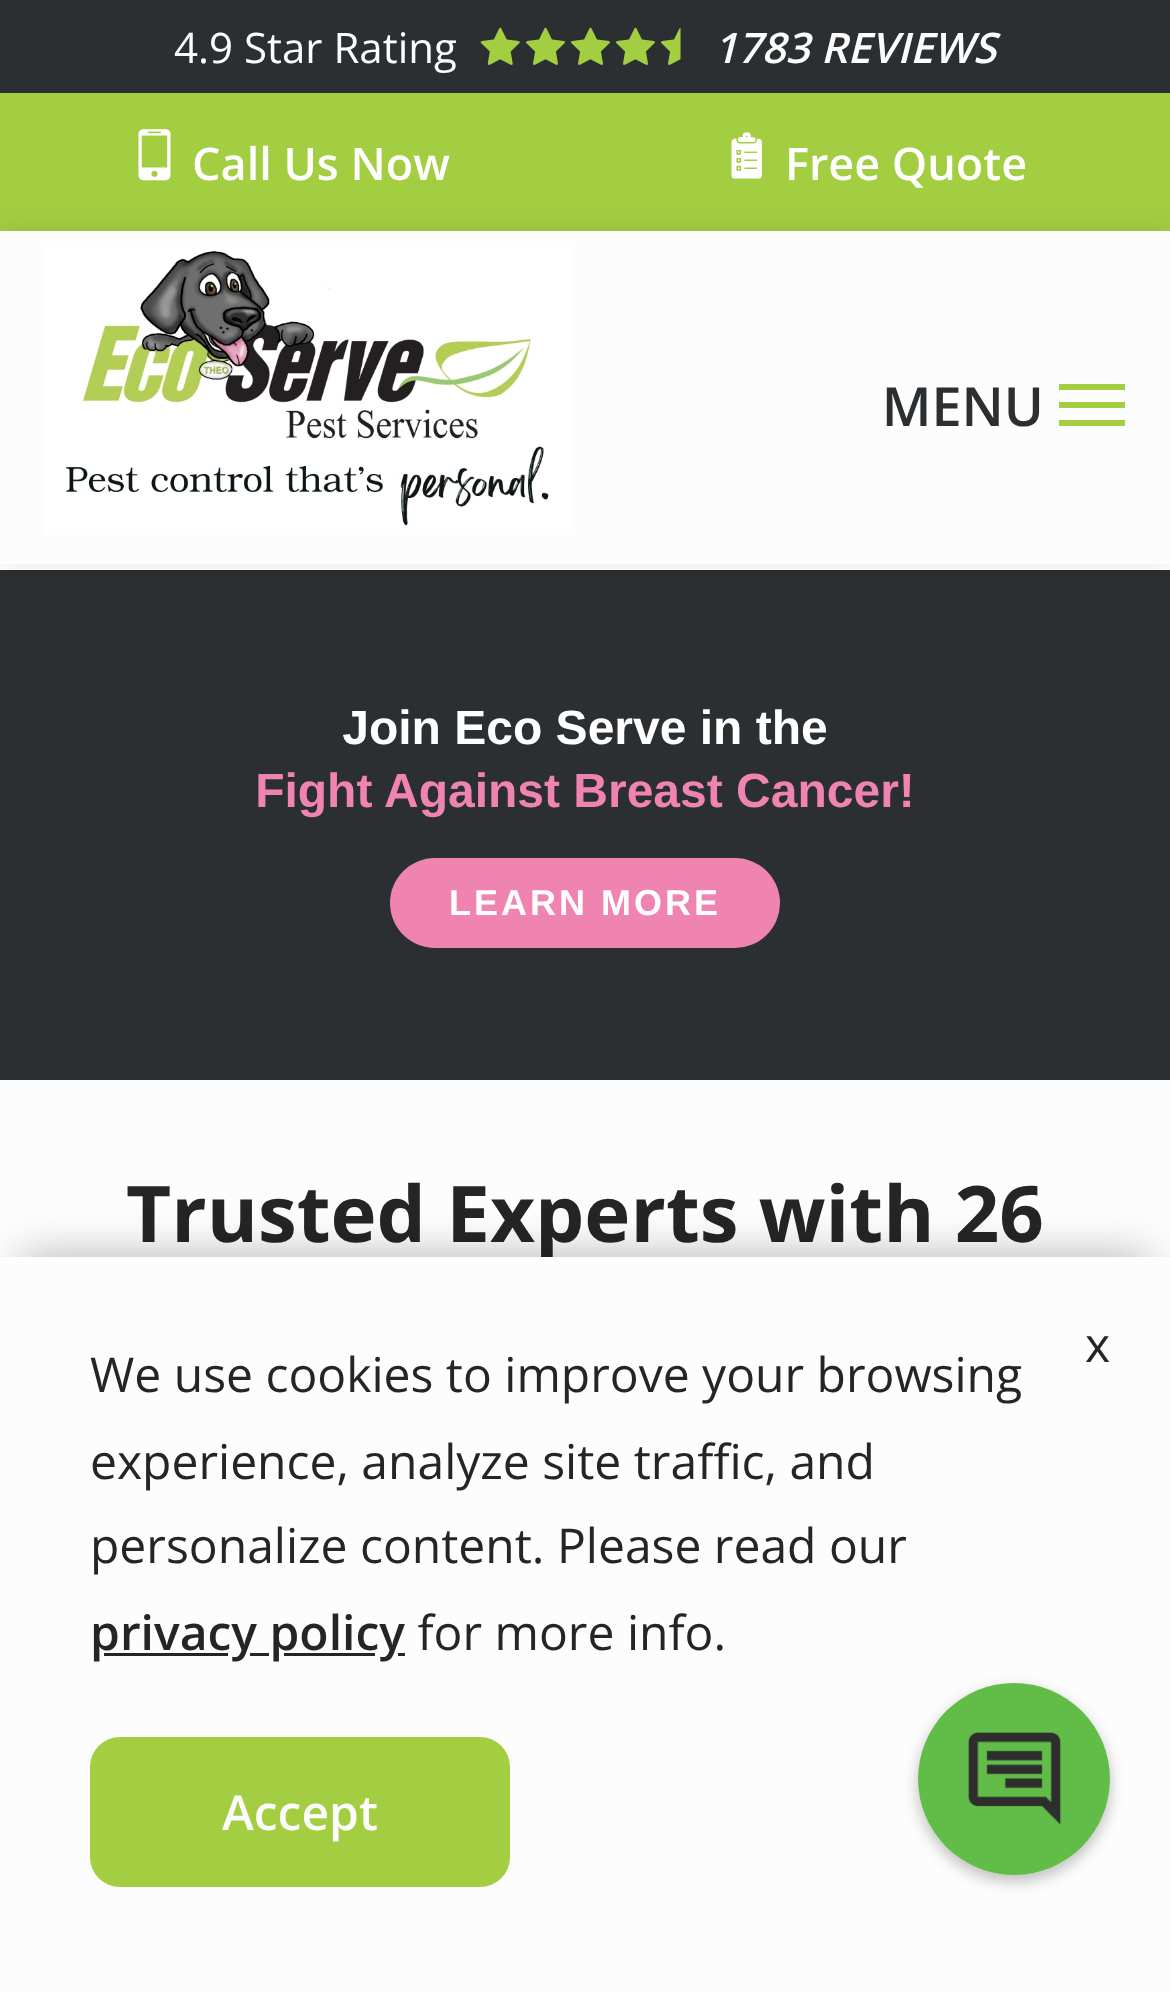 4.9 Star Rating 1783 REVIEWS
Call Us Now Free Quote
Eco Serve
THEO
Pest Services
Pest control that's personal.
MENU
Join Eco Serve in the
Fight Against Breast Cancer!
LEARN MORE
Trusted Experts with 26
x
We use cookies to improve your browsing
experience, analyze site traffic, and
personalize content. Please read our
privacy policy for more info.
Accept